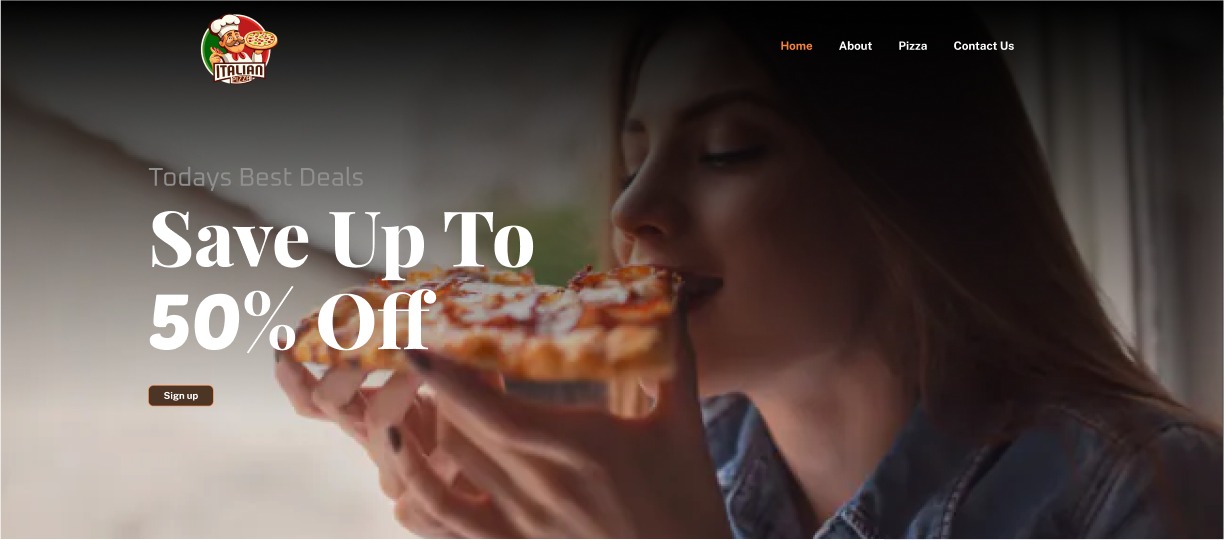 ITALIAN
PIZZA
Home About Pizza Contact Us
Todays Best Deals
Save Up To
50% Off
Sign up